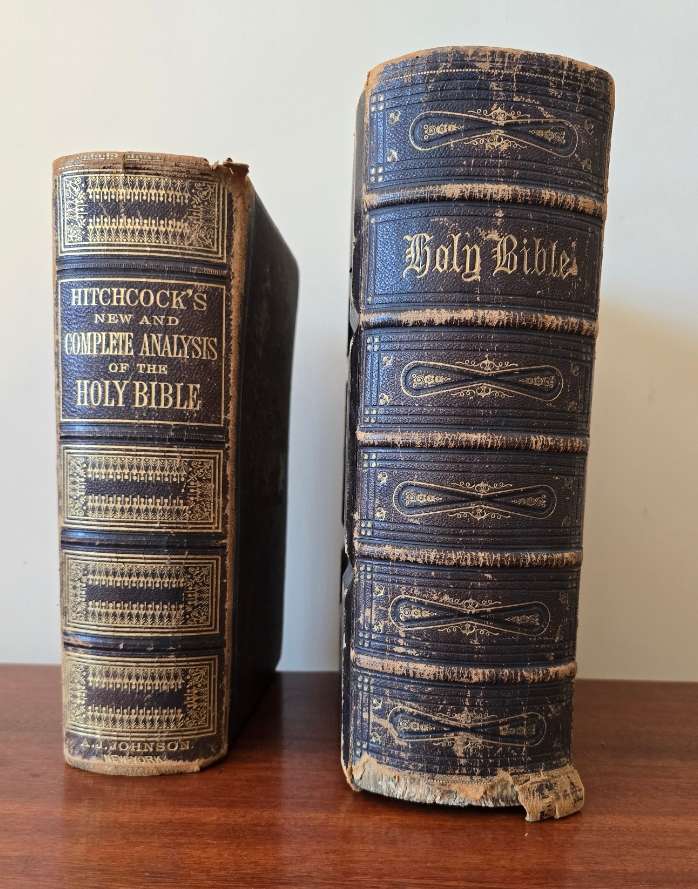 HITCHCOCK'S
NEW AND
COMPLETE ANALYSIS
OF THE
HOLY BIBLE
A.J. JOHNSON.
NEW YORK.
Holy Bible